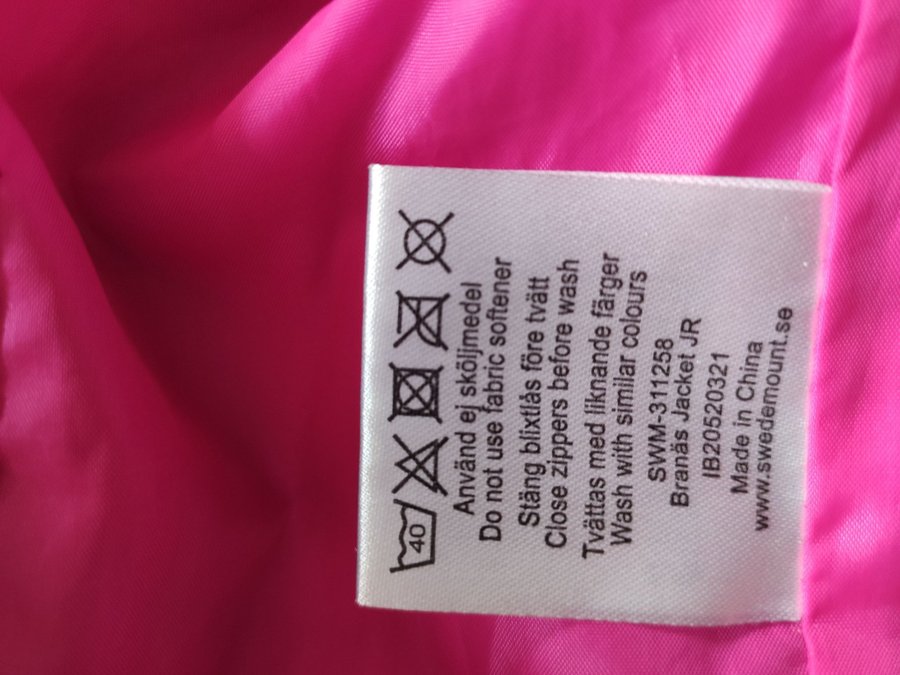 40
Använd ej sköljmedel
Do not use fabric softener
Stäng blixtlås före tvätt
Close zippers before wash
Tvättas med liknande färger
Wash with similar colours
SWM-311258
Branäs Jacket JR
IB20520321
Made in China
www.swedemount.se